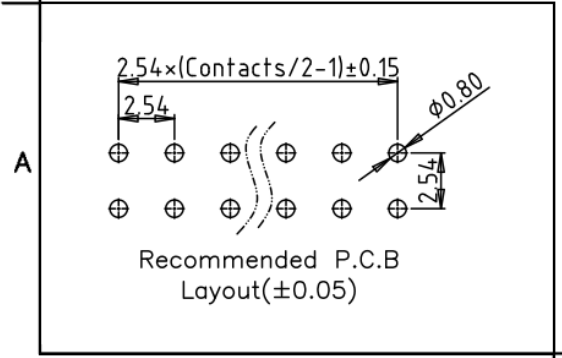 2.54×(Contacts/2-1)±0.15
2.54
φ0.80
A
2.54
Recommended P.C.B
Layout(±0.05)